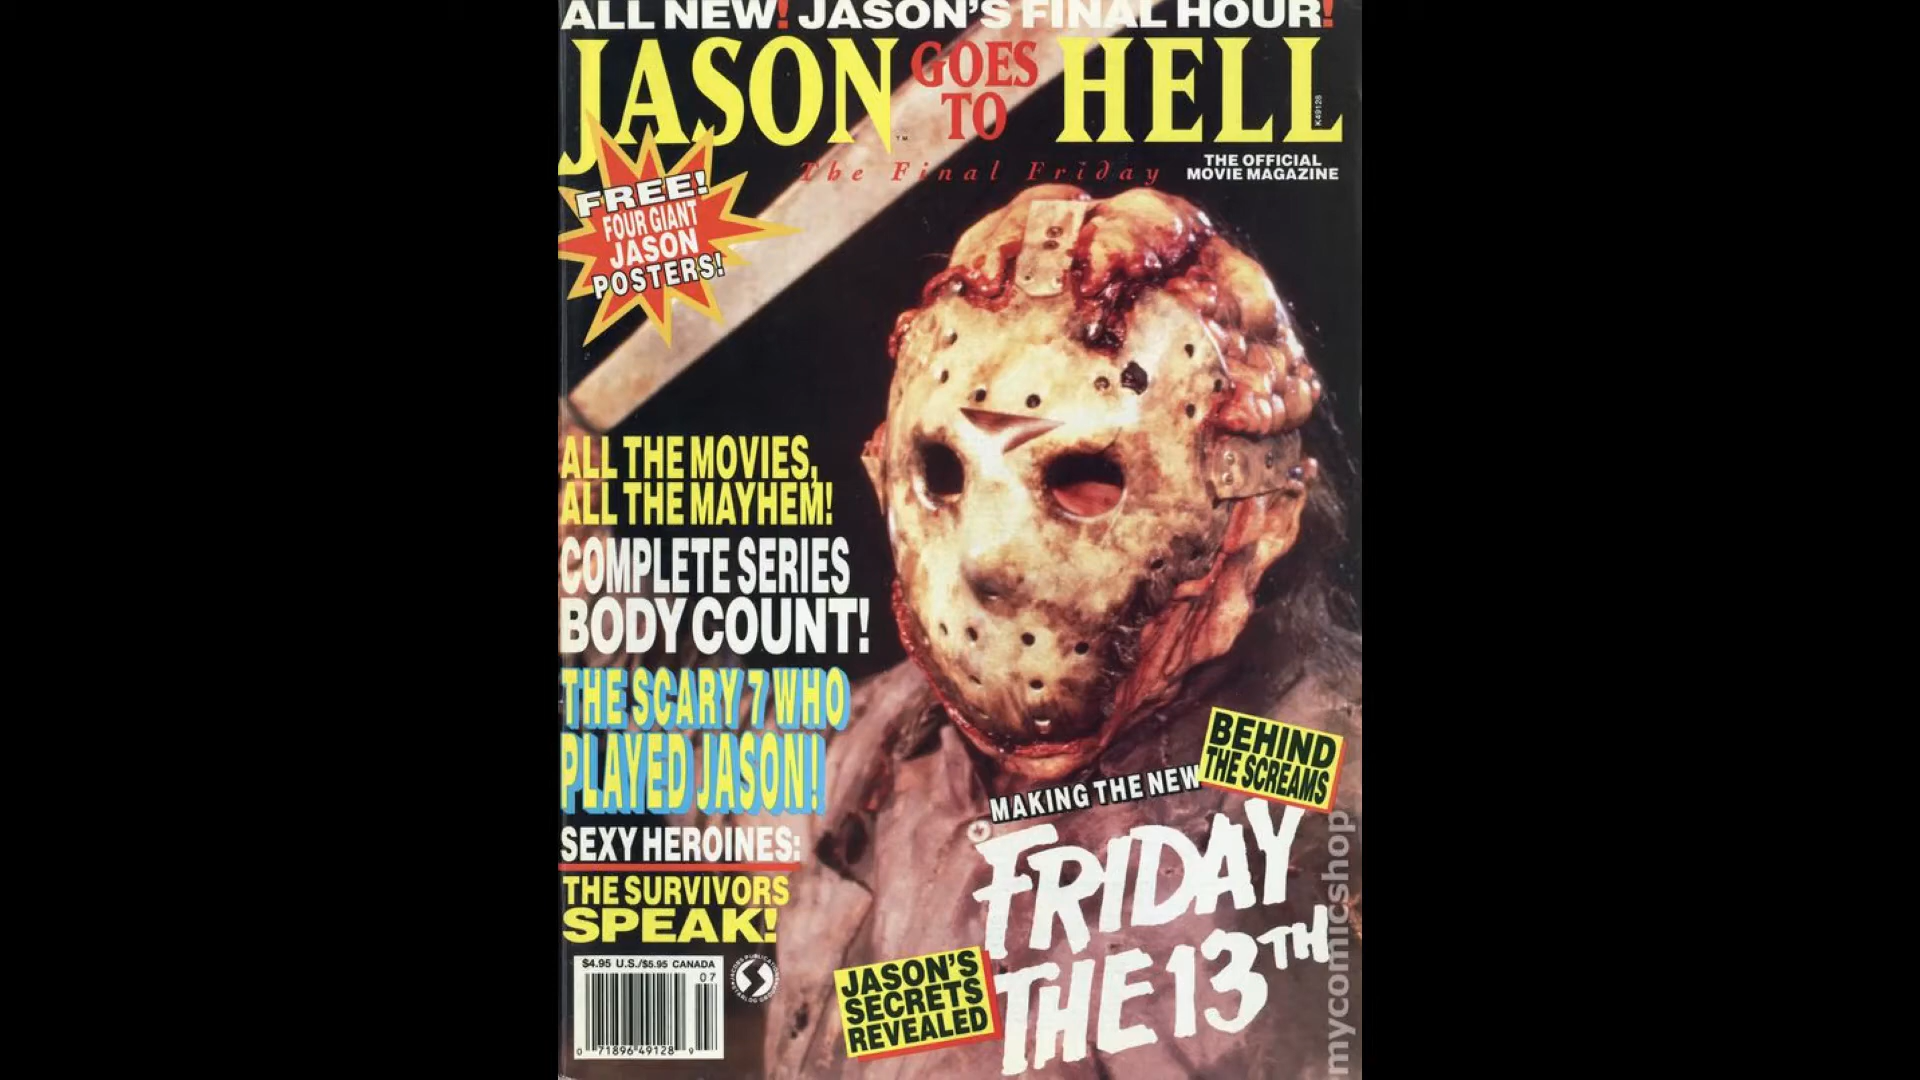 ALL NEW! JASON'S FINAL HOUR!
JASON GOES TO HELL
TM
K49128
The Final Friday
THE OFFICIAL
MOVIE MAGAZINE
FREE!
FOUR GIANT
JASON
POSTERS!
ALL THE MOVIES,
ALL THE MAYHEM!
COMPLETE SERIES
BODY COUNT!
THE SCARY 7 WHO
PLAYED JASON!
SEXY HEROINES:
THE SURVIVORS
SPEAK!
BEHIND
THE SCREAMS
MAKING THE NEW
FRIDAY
THE 13TH
JASON'S
SECRETS
REVEALED
$4.95 U.S./$5.95 CANADA
07
0 71896 49128 9
mycomicshop